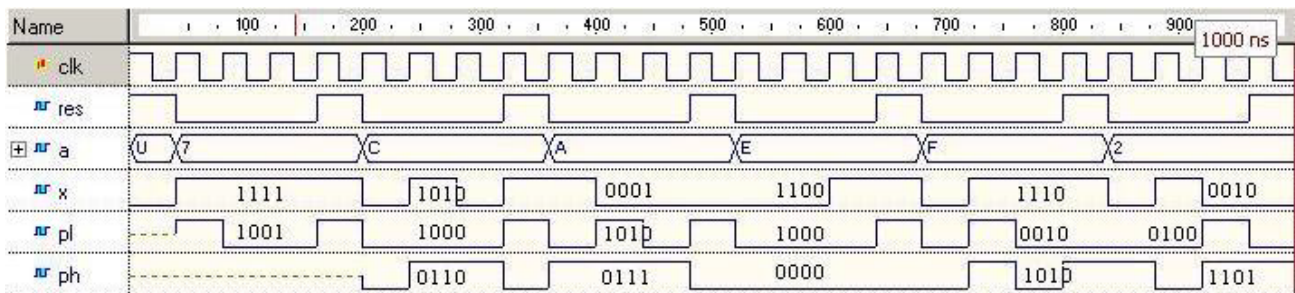 Name 100 200 300 400 500 600 700 800 900
1000 ns
clk
res
a U 7 C A E F 2
x 1111 1010 0001 1100 1110 0010
pl 1001 1000 1010 1000 0010 0100
ph 0110 0111 0000 1010 1101